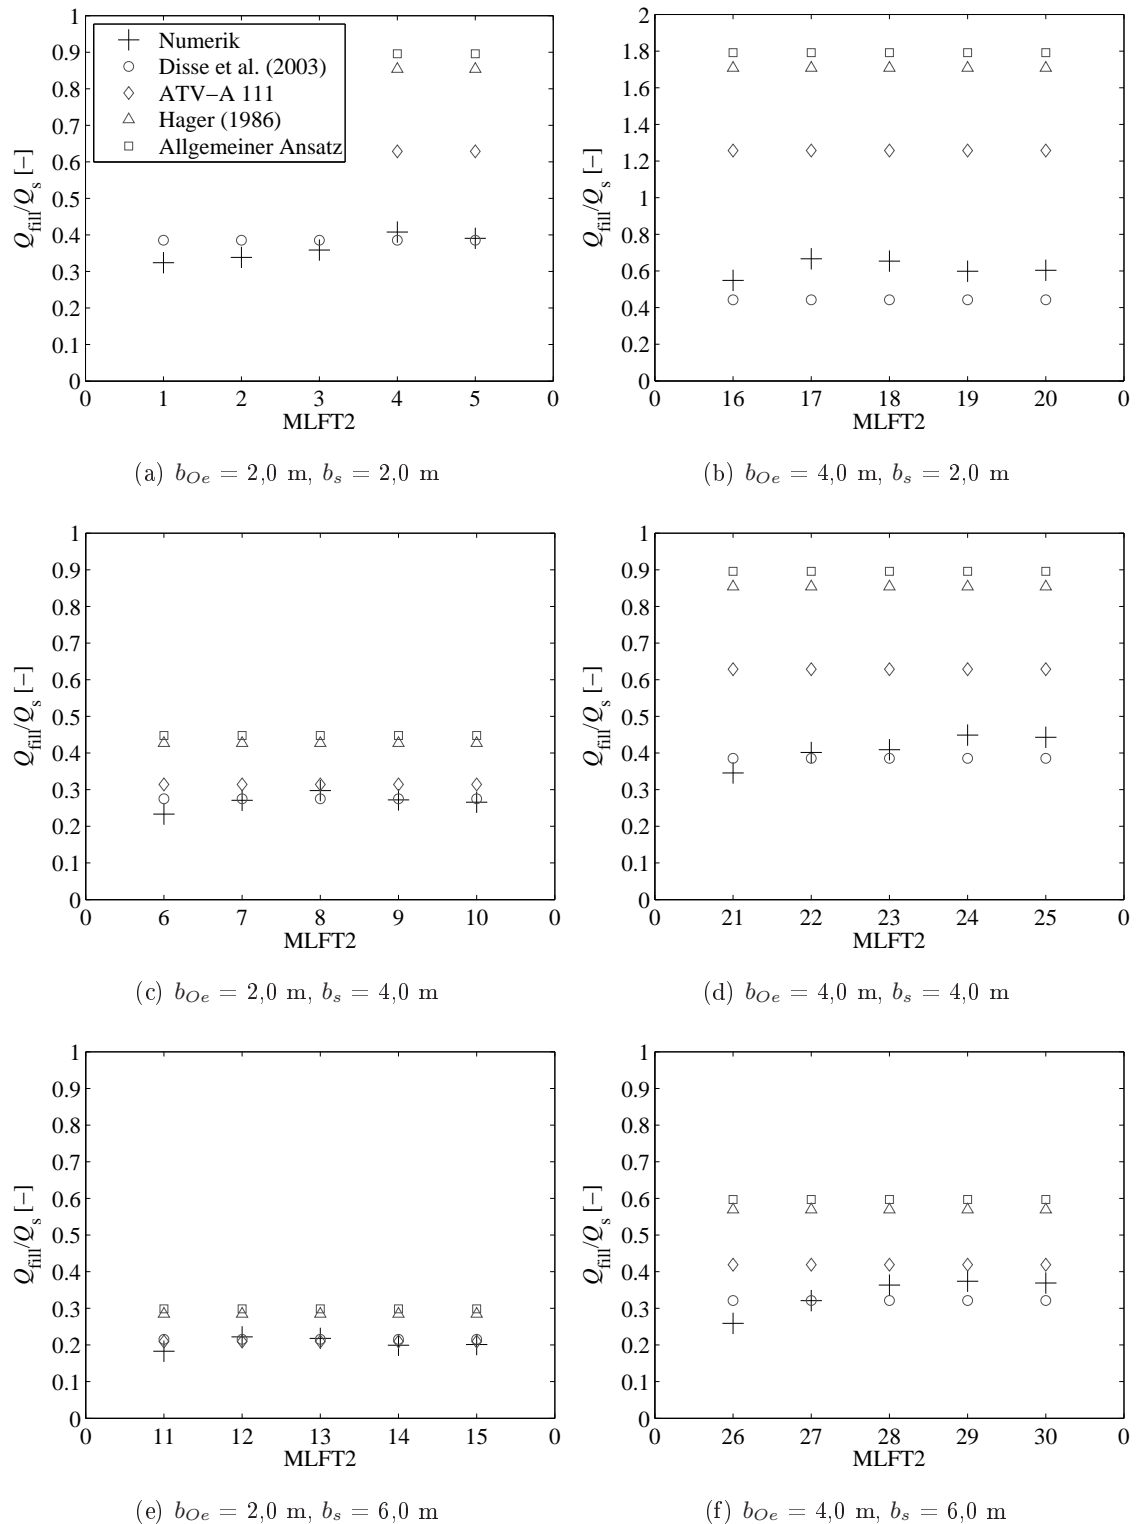 1
0.9
0.8
0.7
0.6
0.5
0.4
0.3
0.2
0.1
0
Q_fill/Q_s [−]
Numerik
Disse et al. (2003)
ATV−A 111
Hager (1986)
Allgemeiner Ansatz
0 1 2 3 4 5 0
MLFT2
(a) b_Oe = 2,0 m, b_s = 2,0 m
2
1.8
1.6
1.4
1.2
1
0.8
0.6
0.4
0.2
0
Q_fill/Q_s [−]
0 16 17 18 19 20 0
MLFT2
(b) b_Oe = 4,0 m, b_s = 2,0 m
1
0.9
0.8
0.7
0.6
0.5
0.4
0.3
0.2
0.1
0
Q_fill/Q_s [−]
0 6 7 8 9 10 0
MLFT2
(c) b_Oe = 2,0 m, b_s = 4,0 m
1
0.9
0.8
0.7
0.6
0.5
0.4
0.3
0.2
0.1
0
Q_fill/Q_s [−]
0 21 22 23 24 25 0
MLFT2
(d) b_Oe = 4,0 m, b_s = 4,0 m
1
0.9
0.8
0.7
0.6
0.5
0.4
0.3
0.2
0.1
0
Q_fill/Q_s [−]
0 11 12 13 14 15 0
MLFT2
(e) b_Oe = 2,0 m, b_s = 6,0 m
1
0.9
0.8
0.7
0.6
0.5
0.4
0.3
0.2
0.1
0
Q_fill/Q_s [−]
0 26 27 28 29 30 0
MLFT2
(f) b_Oe = 4,0 m, b_s = 6,0 m